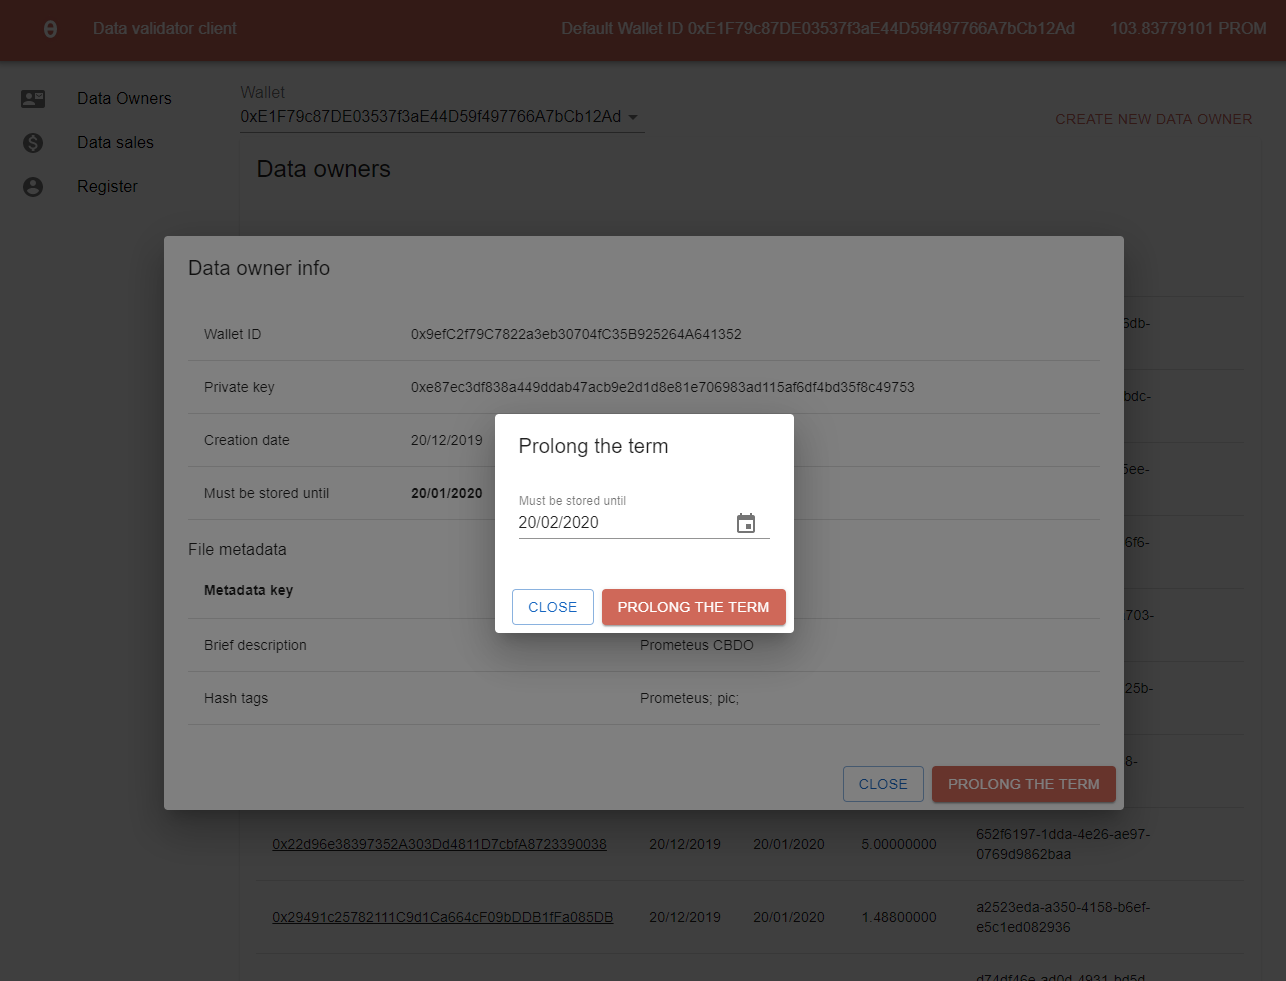 Data validator client
Default Wallet ID 0xE1F79c87DE03537f3aE44D59f497766A7bCb12Ad
103.83779101 PROM
Data Owners
Data sales
Register
Wallet
0xE1F79c87DE03537f3aE44D59f497766A7bCb12Ad
CREATE NEW DATA OWNER
Data owners
Data owner info
Wallet ID 0x9efC2f79C7822a3eb30704fC35B925264A641352
Private key 0xe87ec3df838a449ddab47acb9e2d1d8e81e706983ad115af6df4bd35f8c49753
Creation date 20/12/2019
Must be stored until 20/01/2020
File metadata
Metadata key
Brief description Prometeus CBDO
Hash tags Prometeus; pic;
CLOSE PROLONG THE TERM
Prolong the term
Must be stored until
20/02/2020
CLOSE PROLONG THE TERM
5db-
bdc-
5ee-
6f6-
703-
25b-
8-
0x22d96e38397352A303Dd4811D7cbfA8723390038 20/12/2019 20/01/2020 5.00000000 652f6197-1dda-4e26-ae97-
0769d9862baa
0x29491c25782111C9d1Ca664cF09bDDB1fFa085DB 20/12/2019 20/01/2020 1.48800000 a2523eda-a350-4158-b6ef-
e5c1ed082936
d74df46e-ad0d-4931-bd5d-